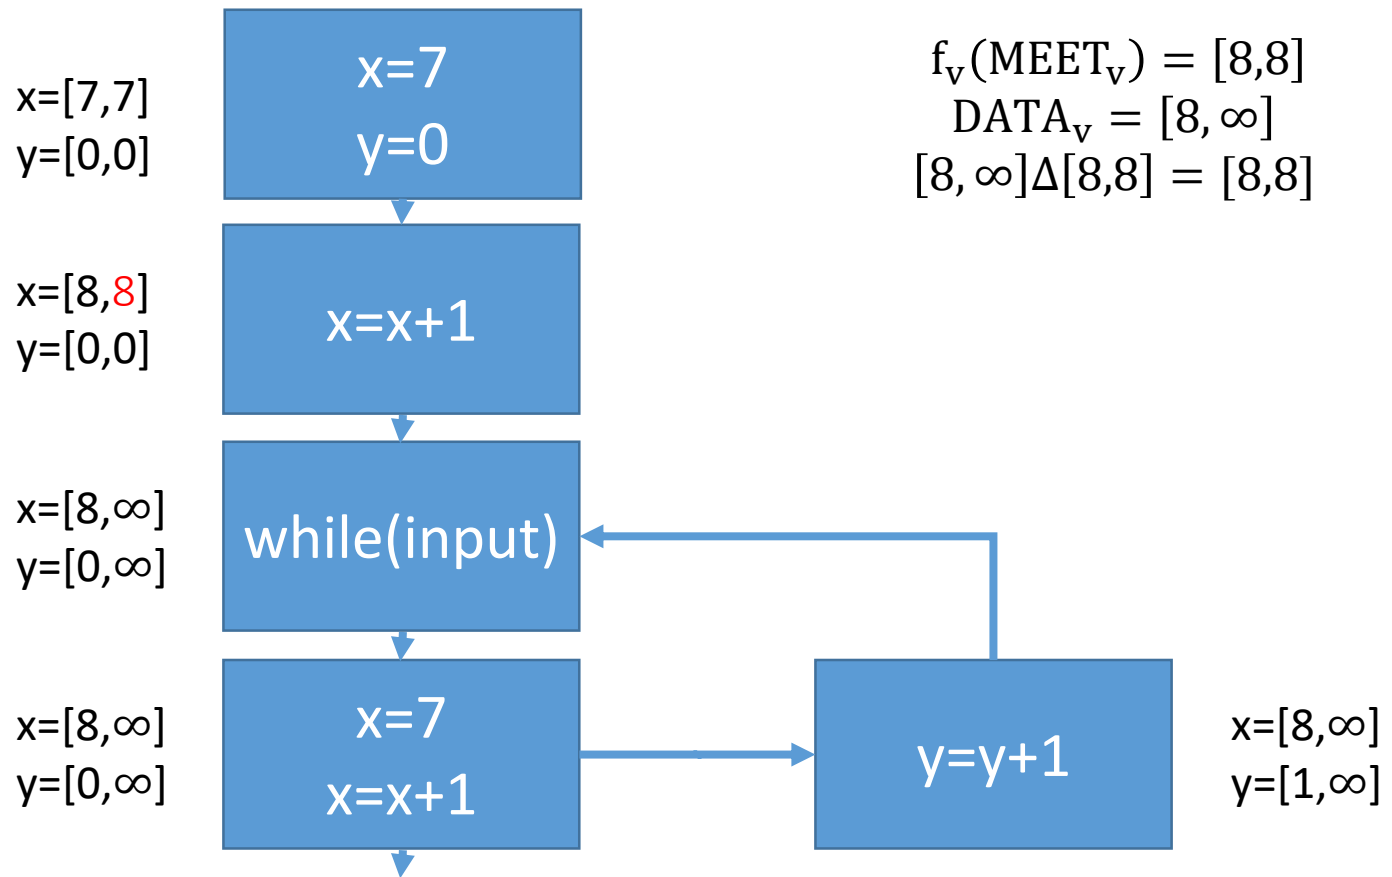 x=7
y=0
x=[7,7]
y=[0,0]
f_v(MEET_v) = [8,8]
DATA_v = [8, ∞]
[8, ∞]Δ[8,8] = [8,8]
x=[8,8]
y=[0,0]
x=x+1
x=[8,∞]
y=[0,∞]
while(input)
x=[8,∞]
y=[0,∞]
x=7
x=x+1
y=y+1
x=[8,∞]
y=[1,∞]